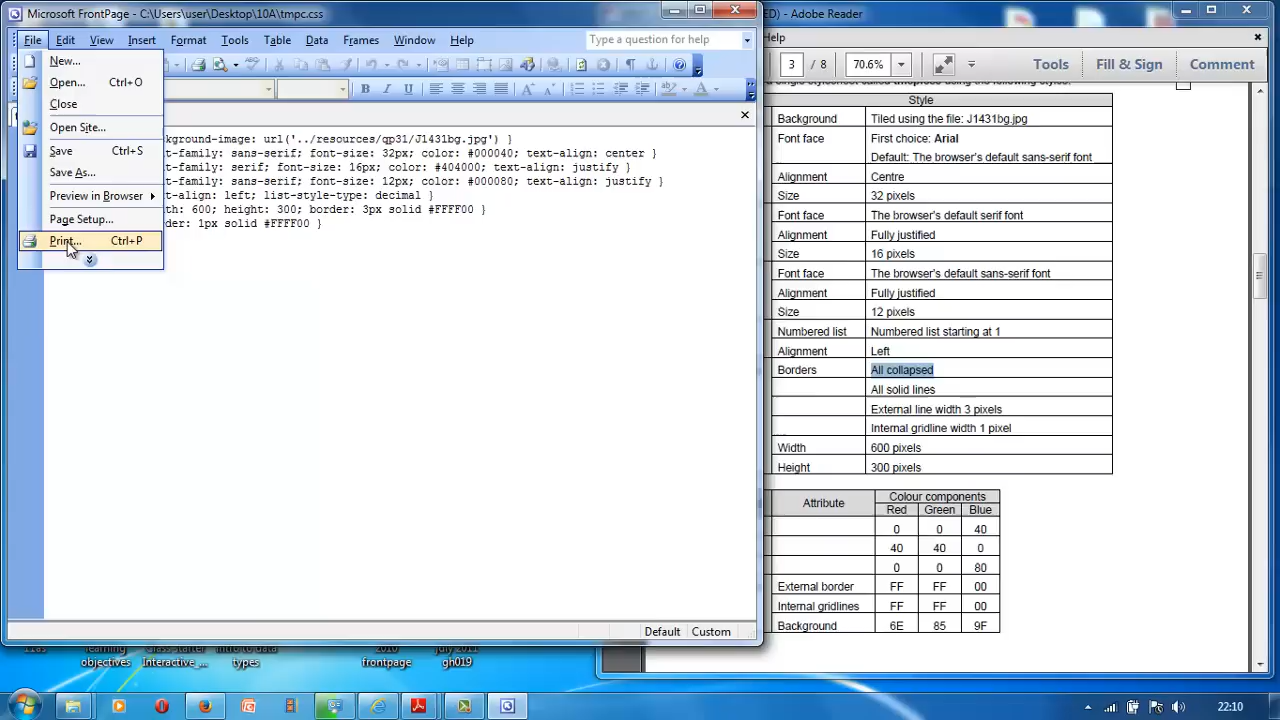 Microsoft FrontPage - C:\Users\user\Desktop\10A\tmpc.css
File Edit View Insert Format Tools Table Data Frames Window Help
Type a question for help
New...
Open... Ctrl+O
Close
Open Site...
Save Ctrl+S
Save As...
Preview in Browser
Page Setup...
Print... Ctrl+P
kground-image: url('../resources/qp31/J1431bg.jpg') }
t-family: sans-serif; font-size: 32px; color: #000040; text-align: center }
t-family: serif; font-size: 16px; color: #404000; text-align: justify }
t-family: sans-serif; font-size: 12px; color: #000080; text-align: justify }
t-align: left; list-style-type: decimal }
th: 600; height: 300; border: 3px solid #FFFF00 }
der: 1px solid #FFFF00 }
Default Custom
ED) - Adobe Reader
Help
3 / 8 70.6% Tools Fill & Sign Comment
Style
Background Tiled using the file: J1431bg.jpg
Font face First choice: Arial
Default: The browser's default sans-serif font
Alignment Centre
Size 32 pixels
Font face The browser's default serif font
Alignment Fully justified
Size 16 pixels
Font face The browser's default sans-serif font
Alignment Fully justified
Size 12 pixels
Numbered list Numbered list starting at 1
Alignment Left
Borders All collapsed
All solid lines
External line width 3 pixels
Internal gridline width 1 pixel
Width 600 pixels
Height 300 pixels
Attribute Colour components
Red Green Blue
0 0 40
40 40 0
0 0 80
External border FF FF 00
Internal gridlines FF FF 00
Background 6E 85 9F
learning objectives
Interactive_...
types
2010 frontpage
july 2011 gh019
22:10